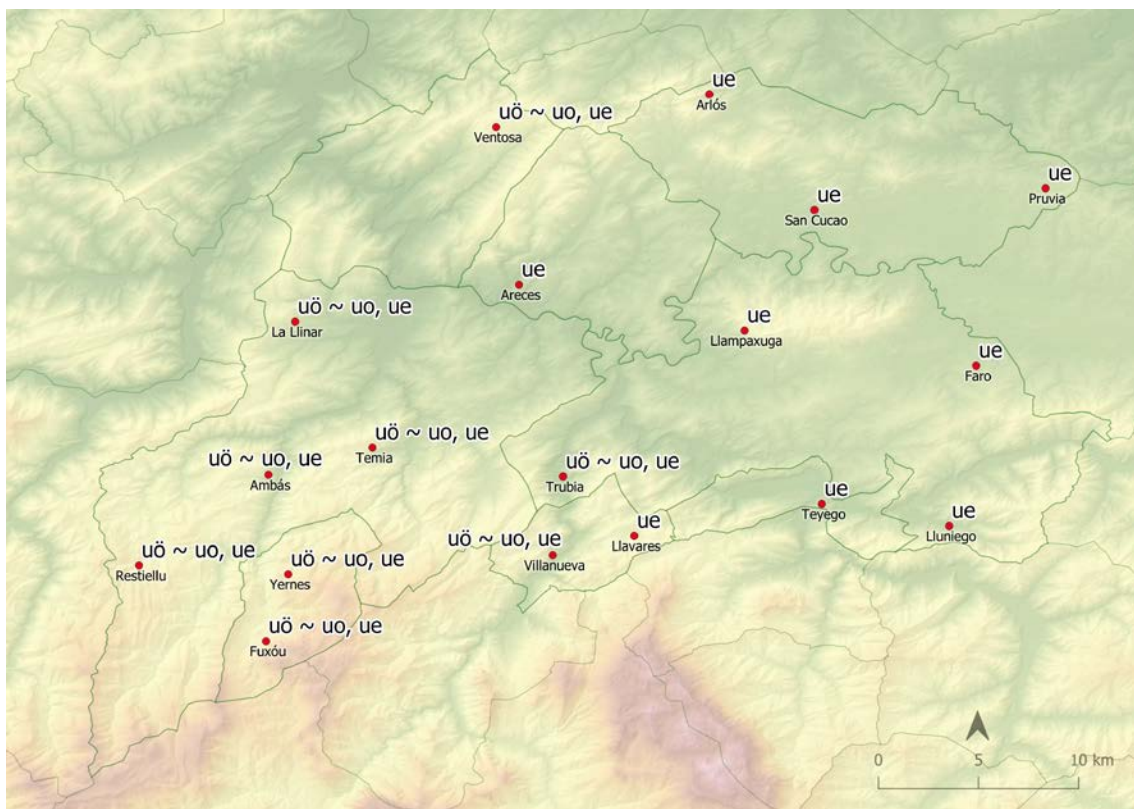 ue
Arlós
uö ~ uo, ue
Ventosa
ue
Pruvia
ue
San Cucao
ue
Areces
uö ~ uo, ue
La Llinar
ue
Llampaxuga
ue
Faro
uö ~ uo, ue
Temia
uö ~ uo, ue
Ambás
uö ~ uo, ue
Trubia
ue
Teyego
ue
Lluniego
ue
Llavares
uö ~ uo, ue
Villanueva
uö ~ uo, ue
Restiellu
uö ~ uo, ue
Yernes
uö ~ uo, ue
Fuxóu
0 5 10 km